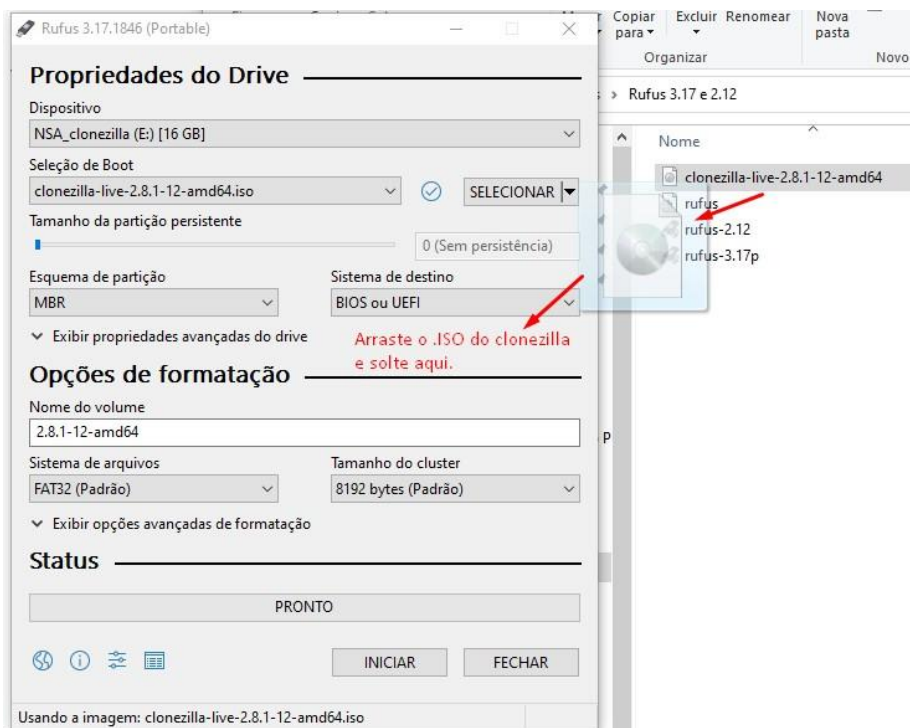 Rufus 3.17.1846 (Portable)
Propriedades do Drive
Dispositivo
NSA_clonezilla (E:) [16 GB]
Seleção de Boot
clonezilla-live-2.8.1-12-amd64.iso
SELECIONAR
Tamanho da partição persistente
0 (Sem persistência)
Esquema de partição
Sistema de destino
MBR
BIOS ou UEFI
Exibir propriedades avançadas do drive
Arraste o .ISO do clonezilla
e solte aqui.
Opções de formatação
Nome do volume
2.8.1-12-amd64
Sistema de arquivos
Tamanho do cluster
FAT32 (Padrão)
8192 bytes (Padrão)
Exibir opções avançadas de formatação
Status
PRONTO
INICIAR
FECHAR
Usando a imagem: clonezilla-live-2.8.1-12-amd64.iso
Copiar
para
Excluir
Renomear
Nova
pasta
Organizar
Novo
Rufus 3.17 e 2.12
Nome
clonezilla-live-2.8.1-12-amd64
rufus
rufus-2.12
rufus-3.17p
P